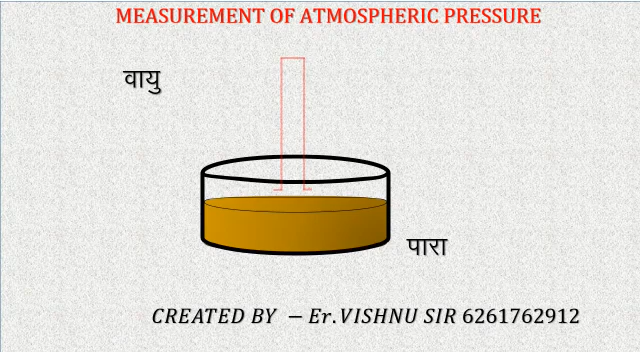 MEASUREMENT OF ATMOSPHERIC PRESSURE
वायु
पारा
CREATED BY – Er.VISHNU SIR 6261762912